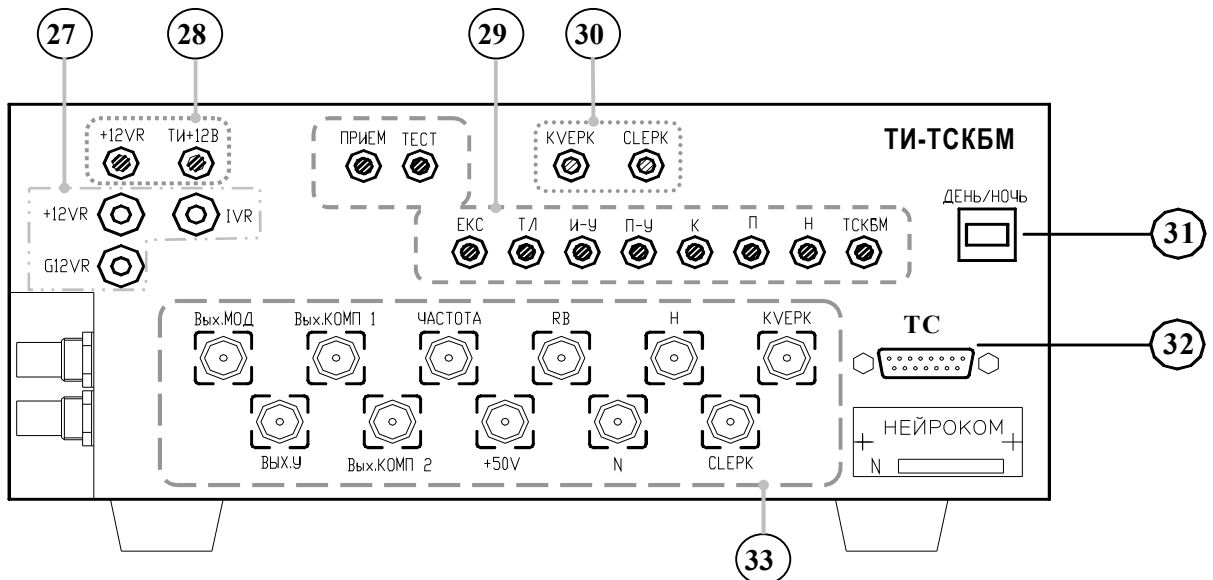 27 28 29 30
+12VR ТИ+12В ПРИЕМ ТЕСТ KVEPK CLEPK ТИ-ТСКБМ
+12VR IVR ДЕНЬ/НОЧЬ
ЕКС ТЛ И-У П-У К П Н ТСКБМ 31
G12VR
Вых.МОД Вых.КОМП 1 ЧАСТОТА RB Н KVEPK ТС
32
НЕЙРОКОМ
ВЫХ.У Вых.КОМП 2 +50V N CLEPK N
33